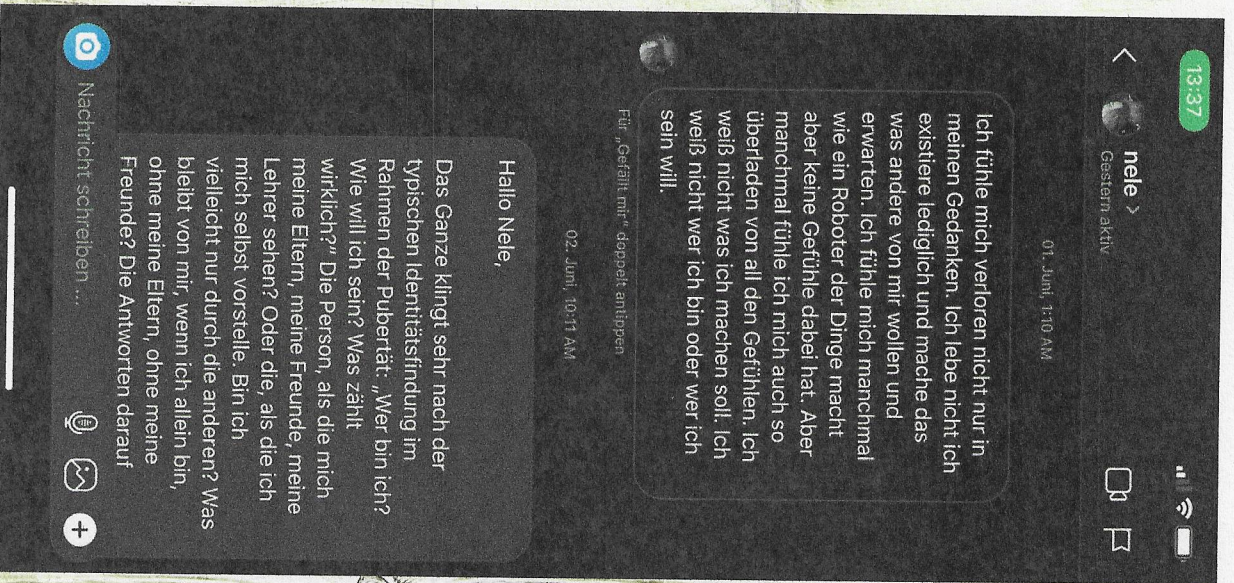 13:37
nele >
Gestern aktiv
01. Juni, 1:10 AM
Ich fühle mich verloren nicht nur in
meinen Gedanken. Ich lebe nicht ich
existiere lediglich und mache das
was andere von mir wollen und
erwarten. Ich fühle mich manchmal
wie ein Roboter der Dinge macht
aber keine Gefühle dabei hat. Aber
manchmal fühle ich mich auch so
überladen von all den Gefühlen. Ich
weiß nicht was ich machen soll. Ich
weiß nicht wer ich bin oder wer ich
sein will.
Für „Gefällt mir“ doppelt antippen
02. Juni, 10:11 AM
Hallo Nele,
Das Ganze klingt sehr nach der
typischen Identitätsfindung im
Rahmen der Pubertät: „Wer bin ich?
Wie will ich sein? Was zählt
wirklich?“ Die Person, als die mich
meine Eltern, meine Freunde, meine
Lehrer sehen? Oder die, als die ich
mich selbst vorstelle. Bin ich
vielleicht nur durch die anderen? Was
bleibt von mir, wenn ich allein bin,
ohne meine Eltern, ohne meine
Freunde? Die Antworten darauf
Nachricht schreiben ...